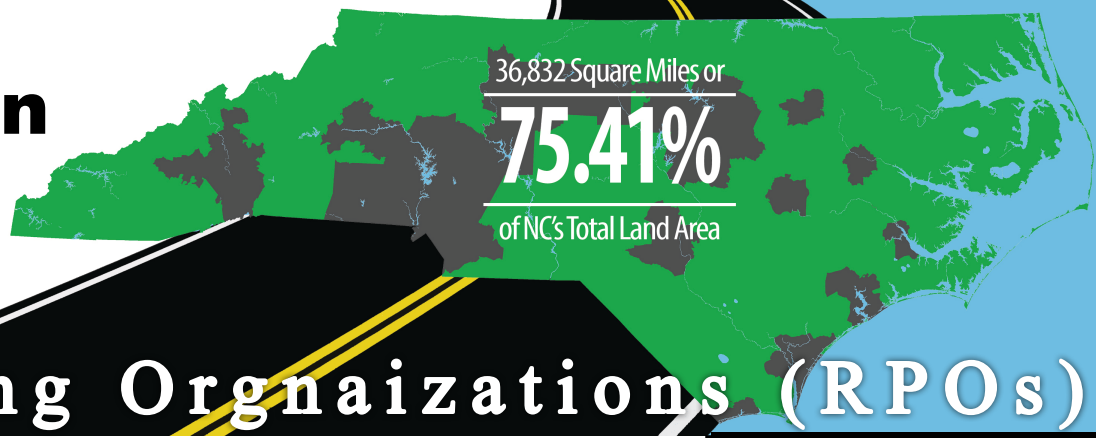 36,832 Square Miles or
n
75.41%
of NC's Total Land Area
ng Orgnaizations (RPOs)